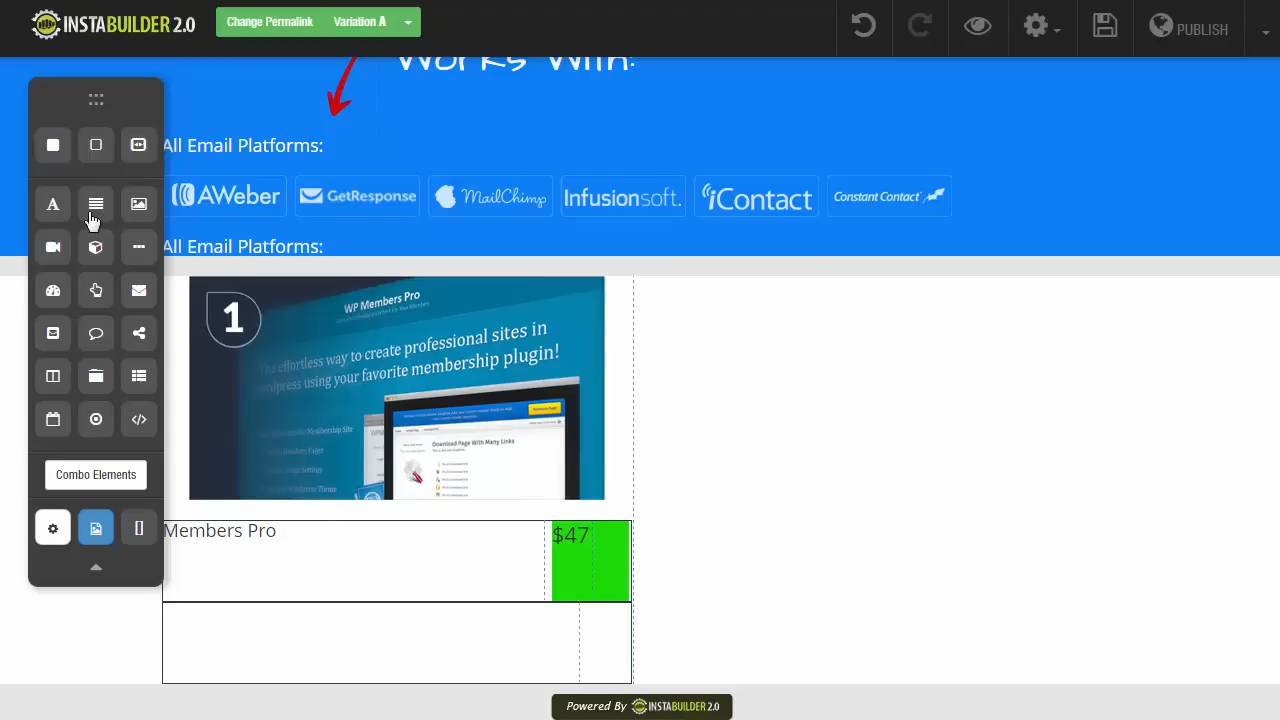 INSTABUILDER 2.0
Change Permalink
Variation A
PUBLISH
Works With:
All Email Platforms:
AWeber
GetResponse
MailChimp
Infusionsoft.
iContact
Constant Contact
All Email Platforms:
1
WP Members Pro
The effortless way to create professional sites in
wordpress using your favorite membership plugin!
Download Page With Many Links
A
Combo Elements
Members Pro
$47
Powered By INSTABUILDER 2.0